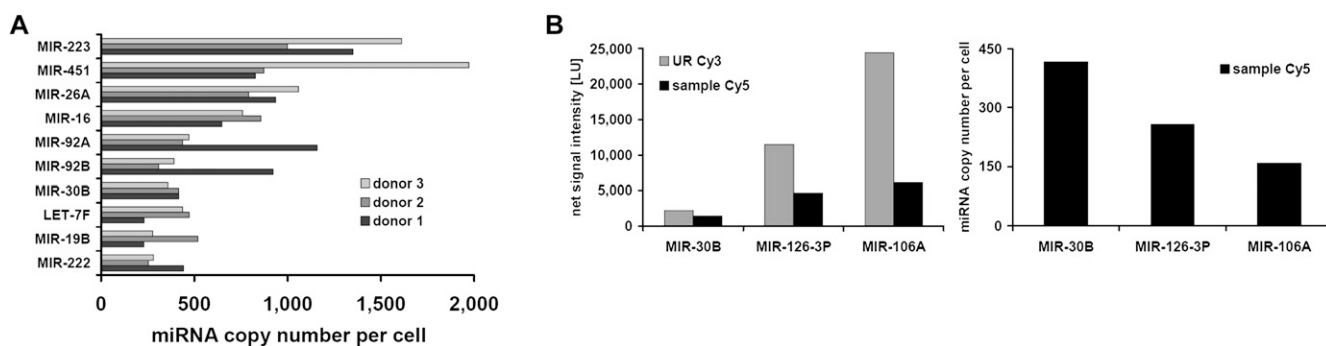 A
MIR-223
MIR-451
MIR-26A
MIR-16
MIR-92A
MIR-92B
MIR-30B
LET-7F
MIR-19B
MIR-222
donor 3
donor 2
donor 1
0 500 1,000 1,500 2,000
miRNA copy number per cell
B
net signal intensity [LU]
25,000
20,000
15,000
10,000
5,000
0
UR Cy3
sample Cy5
MIR-30B MIR-126-3P MIR-106A
miRNA copy number per cell
450
300
150
0
sample Cy5
MIR-30B MIR-126-3P MIR-106A